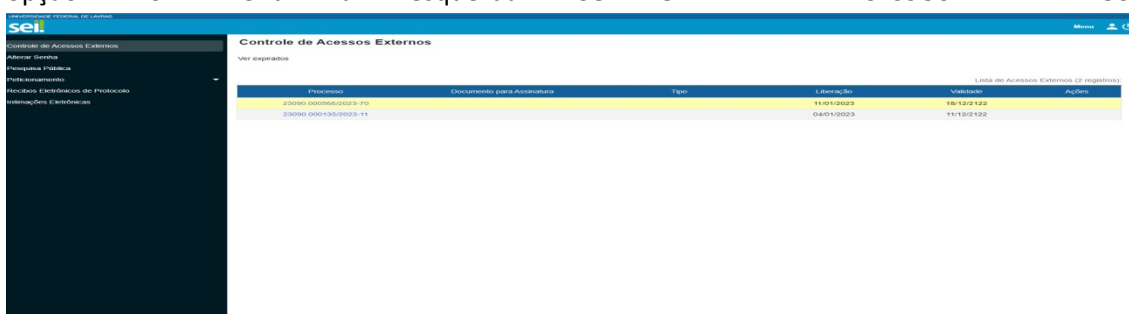 UNIVERSIDADE FEDERAL DE LAVRAS
sei!
Menu
Controle de Acessos Externos
Alterar Senha
Pesquisa Pública
Peticionamento
Recibos Eletrônicos de Protocolo
Intimações Eletrônicas
Controle de Acessos Externos
Ver expirados
Lista de Acessos Externos (2 registros):
Processo Documento para Assinatura Tipo Liberação Validade Ações
23090.000566/2023-70 11/01/2023 18/12/2122
23090.000135/2023-11 04/01/2023 11/12/2122